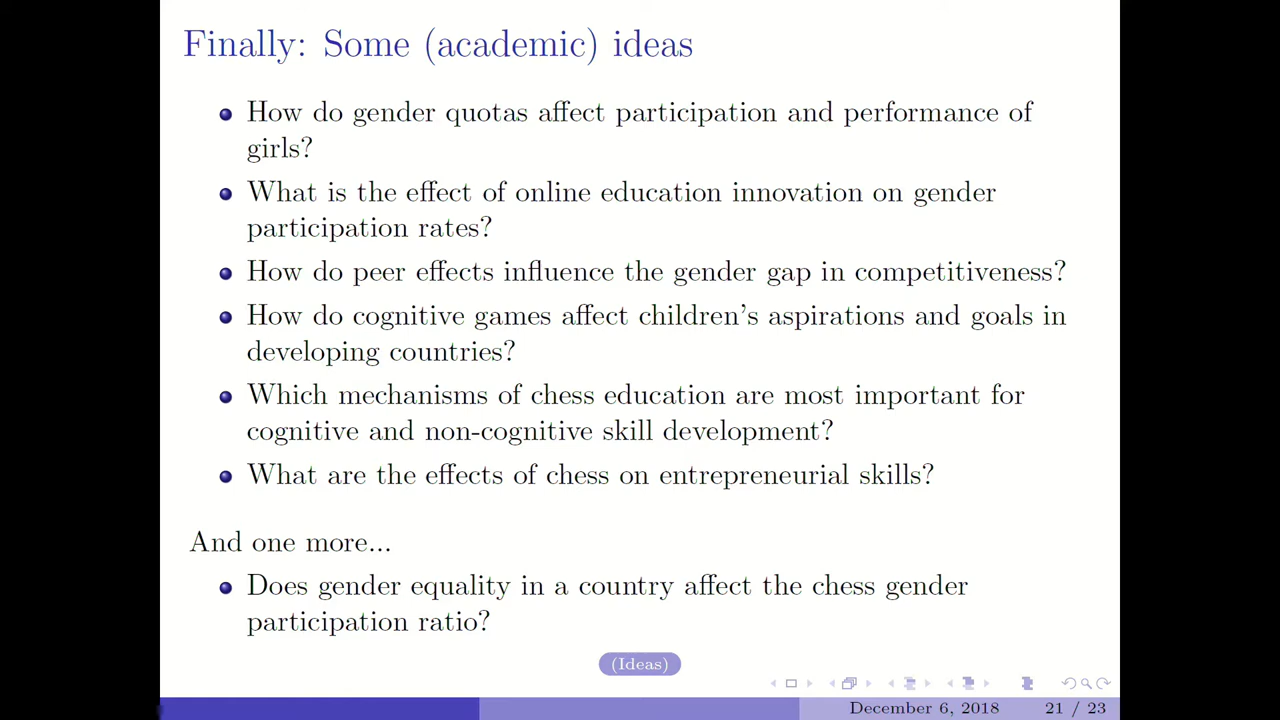 Finally: Some (academic) ideas
How do gender quotas affect participation and performance of
girls?
What is the effect of online education innovation on gender
participation rates?
How do peer effects influence the gender gap in competitiveness?
How do cognitive games affect children's aspirations and goals in
developing countries?
Which mechanisms of chess education are most important for
cognitive and non-cognitive skill development?
What are the effects of chess on entrepreneurial skills?
And one more...
Does gender equality in a country affect the chess gender
participation ratio?
(Ideas)
December 6, 2018 21 / 23